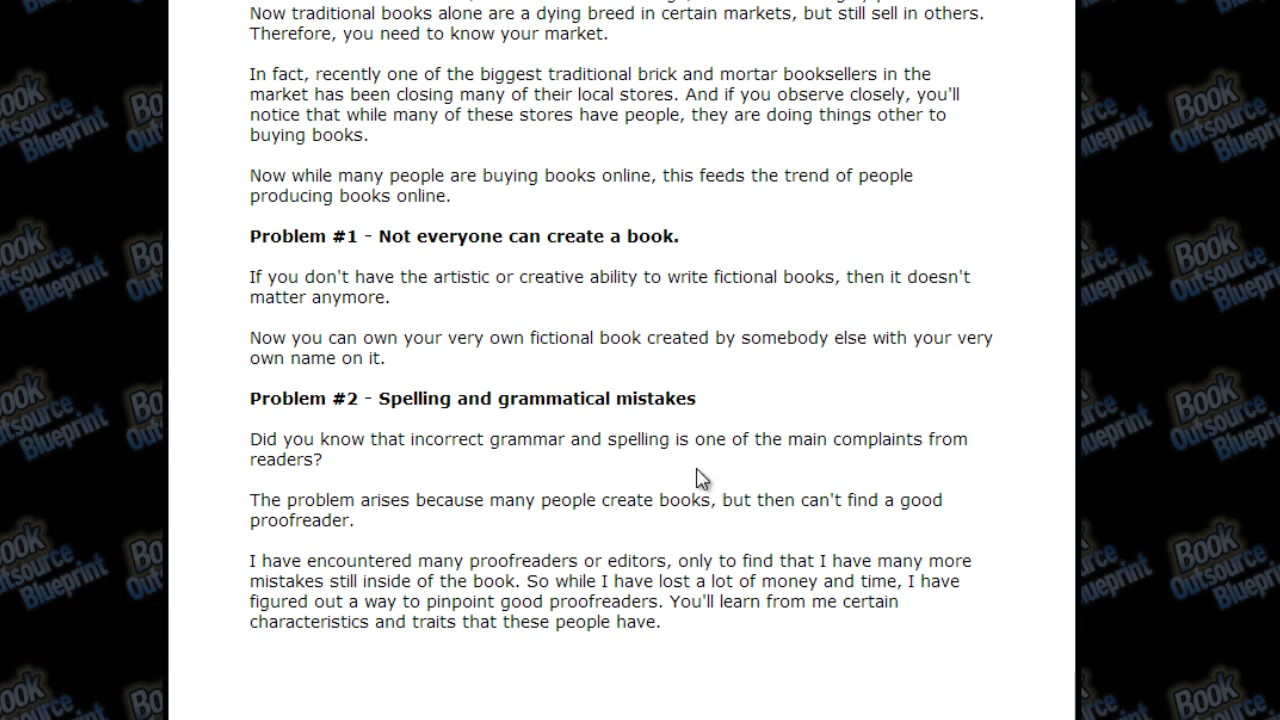 Now traditional books alone are a dying breed in certain markets, but still sell in others.
Therefore, you need to know your market.
In fact, recently one of the biggest traditional brick and mortar booksellers in the
market has been closing many of their local stores. And if you observe closely, you'll
notice that while many of these stores have people, they are doing things other to
buying books.
Now while many people are buying books online, this feeds the trend of people
producing books online.
Problem #1 - Not everyone can create a book.
If you don't have the artistic or creative ability to write fictional books, then it doesn't
matter anymore.
Now you can own your very own fictional book created by somebody else with your very
own name on it.
Problem #2 - Spelling and grammatical mistakes
Did you know that incorrect grammar and spelling is one of the main complaints from
readers?
The problem arises because many people create books, but then can't find a good
proofreader.
I have encountered many proofreaders or editors, only to find that I have many more
mistakes still inside of the book. So while I have lost a lot of money and time, I have
figured out a way to pinpoint good proofreaders. You'll learn from me certain
characteristics and traits that these people have.
Book
Outsource
Blueprint